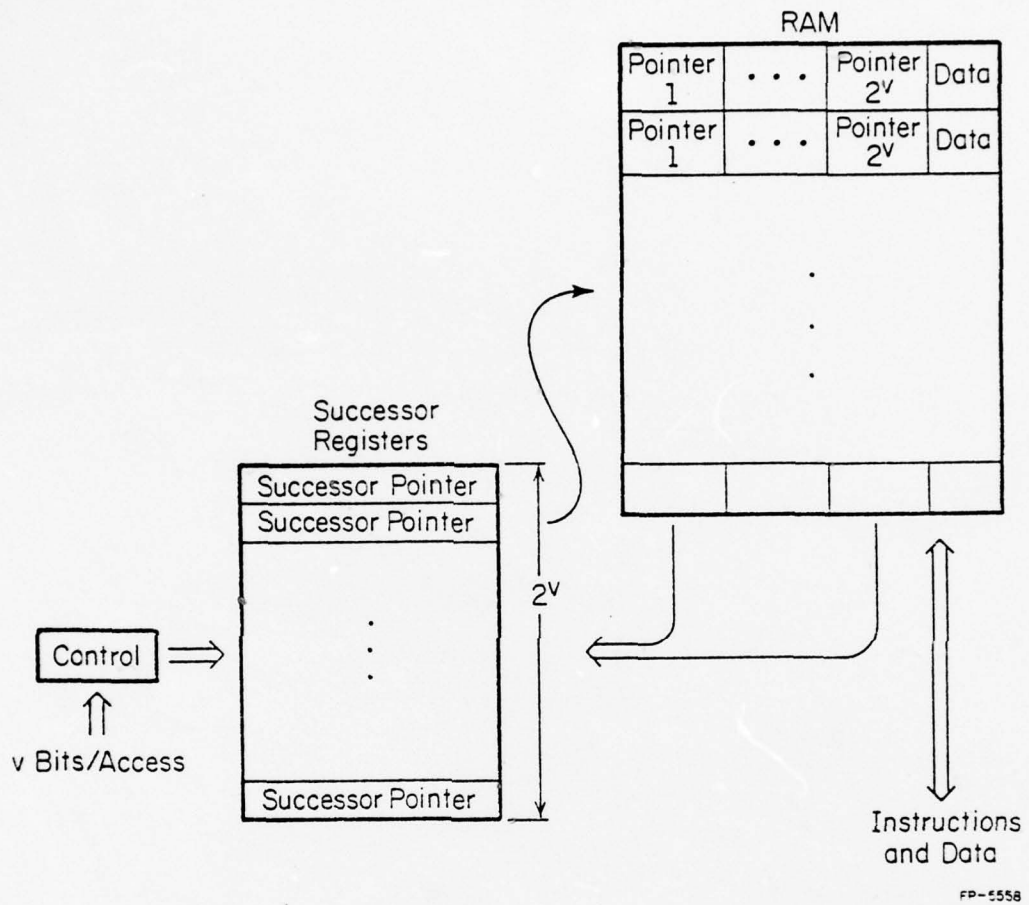 RAM
Pointer 1 . . . Pointer 2^v Data
Pointer 1 . . . Pointer 2^v Data
Successor
Registers
Successor Pointer
Successor Pointer
2^v
Control
v Bits/Access
Successor Pointer
Instructions
and Data
FP-5558